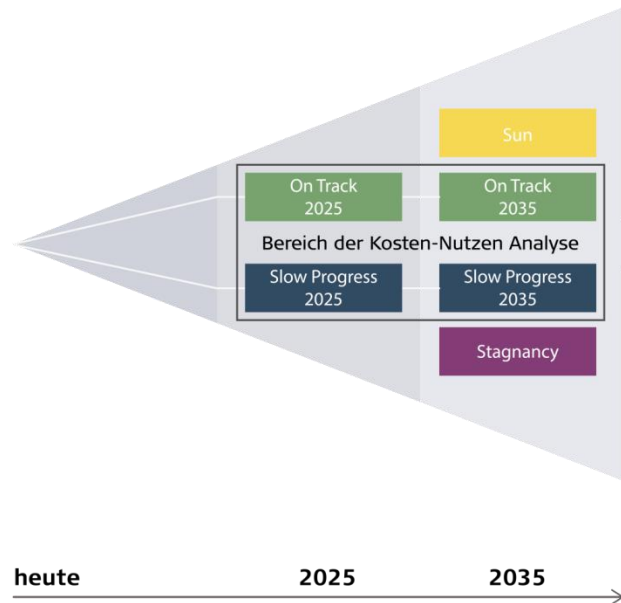 Sun
On Track
2025
On Track
2035
Bereich der Kosten-Nutzen Analyse
Slow Progress
2025
Slow Progress
2035
Stagnancy
heute
2025
2035